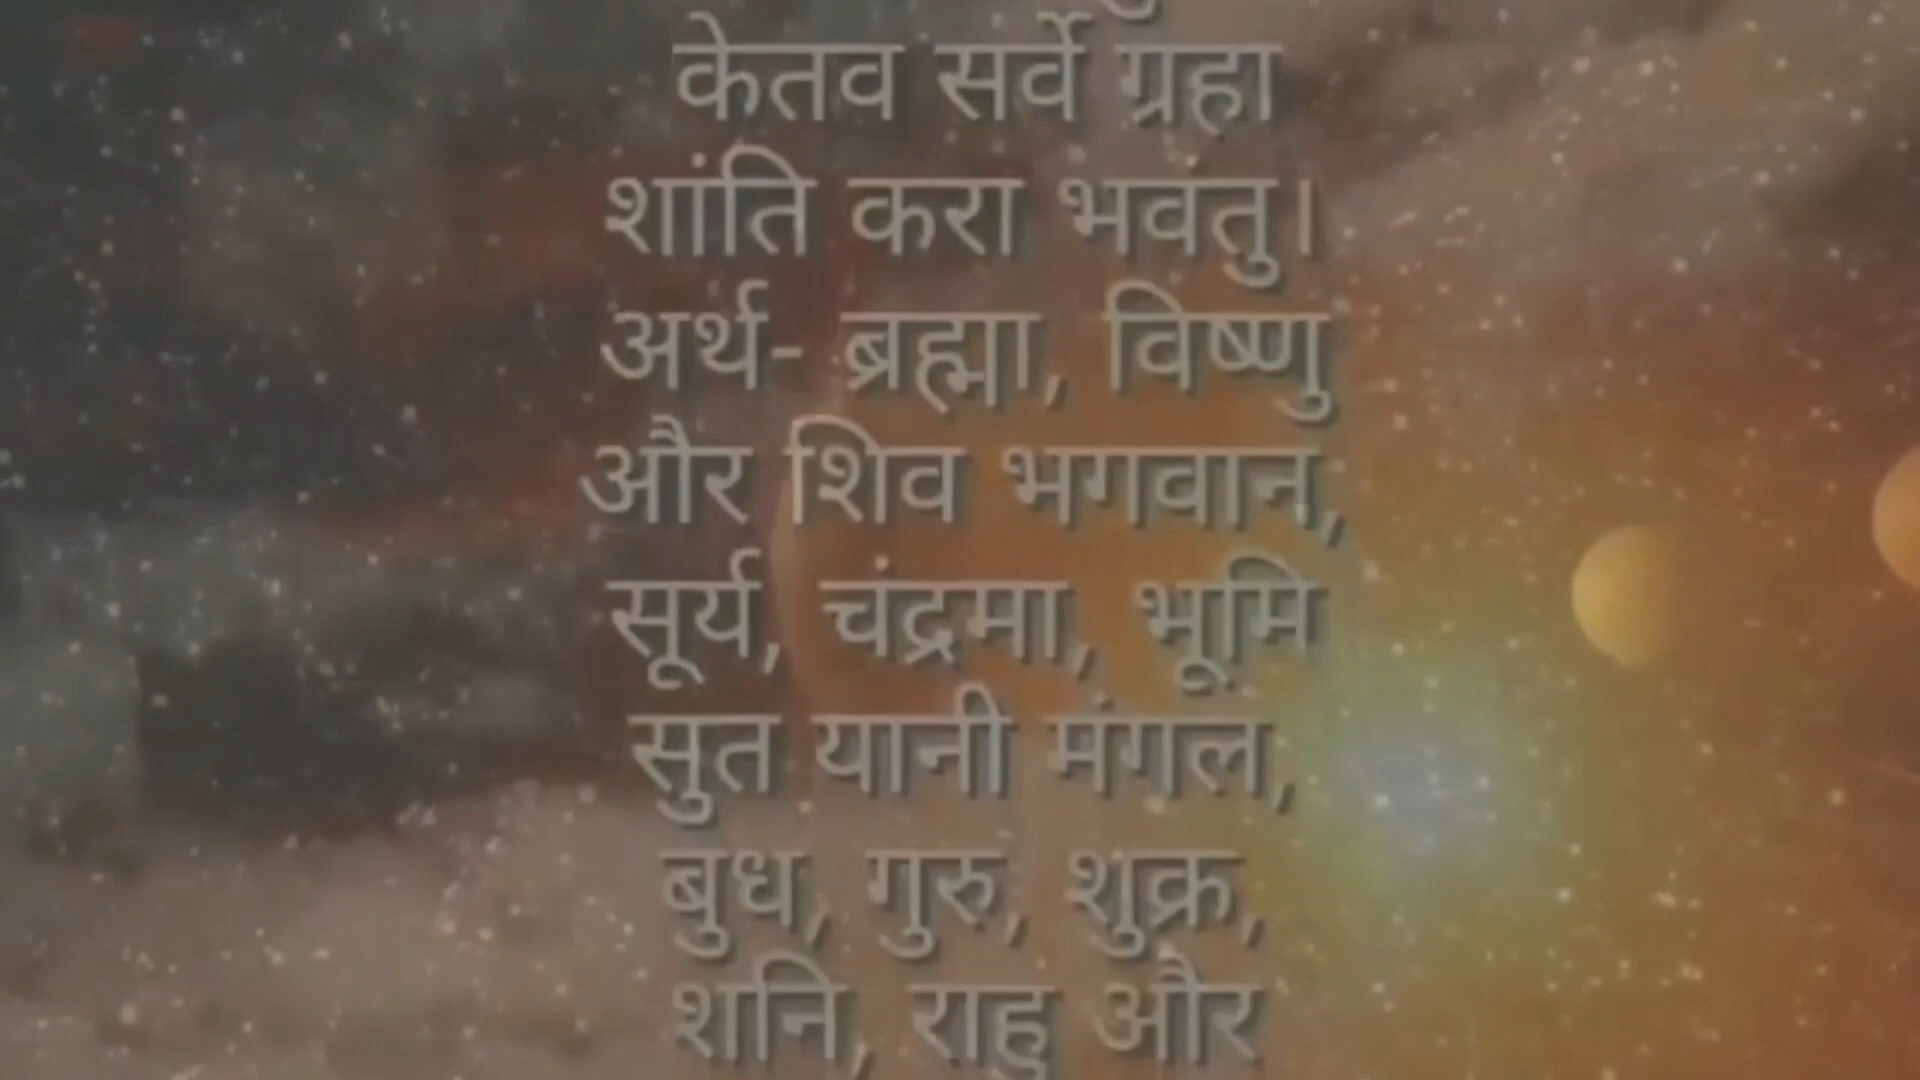 केतव सर्वे ग्रहा
शांति करा भवंतु।
अर्थ- ब्रह्मा, विष्णु
और शिव भगवान,
सूर्य, चंद्रमा, भूमि
सुत यानी मंगल,
बुध, गुरु, शुक्र,
शनि, राहु और